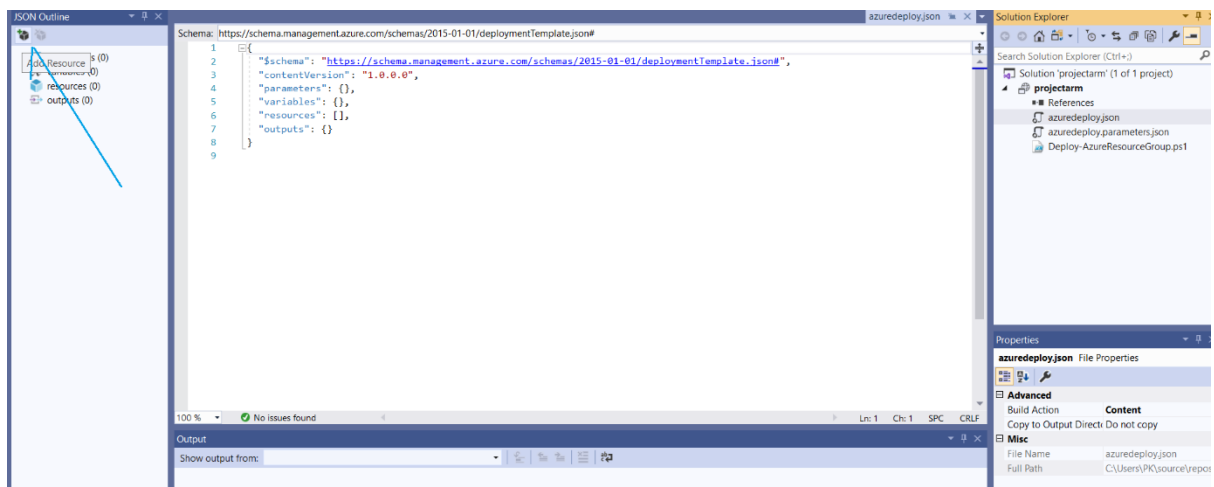 JSON Outline
Add Resource
s (0)
variables (0)
resources (0)
outputs (0)
azuredeploy.json
Schema: https://schema.management.azure.com/schemas/2015-01-01/deploymentTemplate.json#
1 {
2 "$schema": "https://schema.management.azure.com/schemas/2015-01-01/deploymentTemplate.json#",
3 "contentVersion": "1.0.0.0",
4 "parameters": {},
5 "variables": {},
6 "resources": [],
7 "outputs": {}
8 }
9
100 % No issues found Ln: 1 Ch: 1 SPC CRLF
Output
Show output from:
Solution Explorer
Search Solution Explorer (Ctrl+;)
Solution 'projectarm' (1 of 1 project)
projectarm
References
azuredeploy.json
azuredeploy.parameters.json
Deploy-AzureResourceGroup.ps1
Properties
azuredeploy.json File Properties
Advanced
Build Action Content
Copy to Output Direct Do not copy
Misc
File Name azuredeploy.json
Full Path C:\Users\PK\source\repos